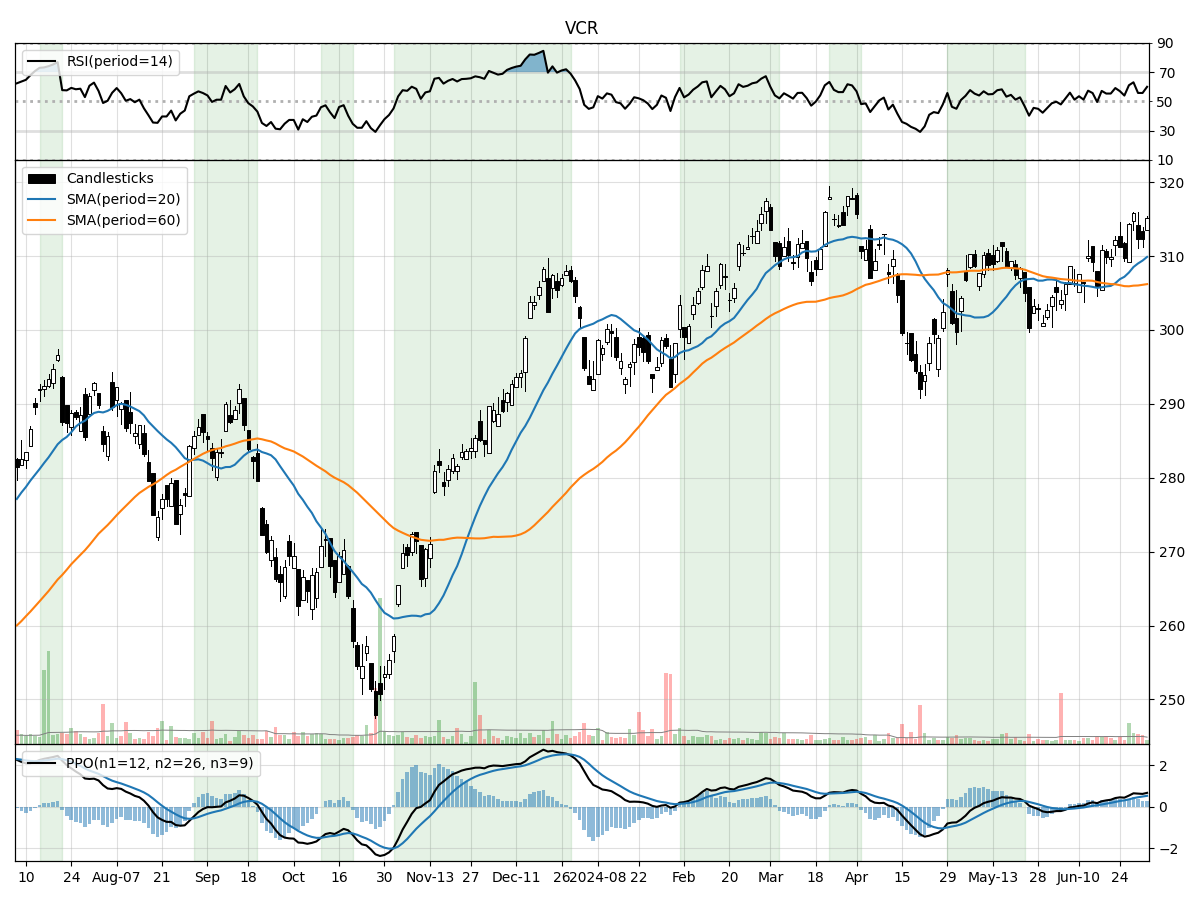 VCR
RSI(period=14)
90
70
50
30
10
Candlesticks
SMA(period=20)
SMA(period=60)
320
310
300
290
280
270
260
250
PPO(n1=12, n2=26, n3=9)
2
0
−2
10 24 Aug-07 21 Sep 18 Oct 16 30 Nov-13 27 Dec-11 26 2024-08 22 Feb 20 Mar 18 Apr 15 29 May-13 28 Jun-10 24